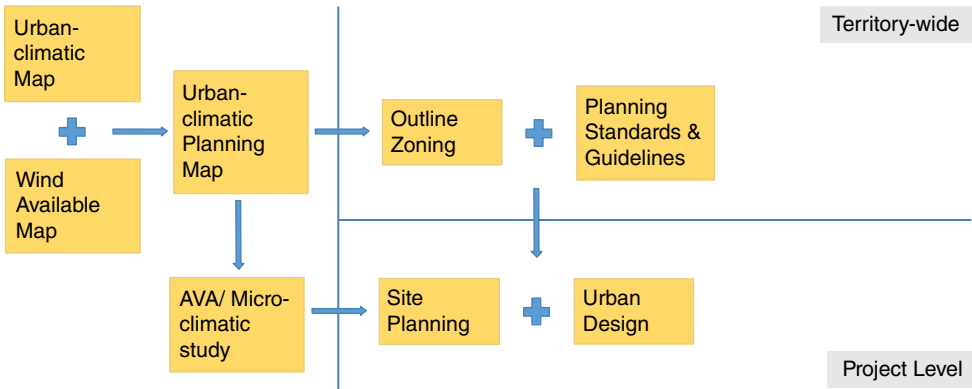 Urban-
climatic
Map
Wind
Available
Map
Urban-
climatic
Planning
Map
AVA/ Micro-
climatic
study
Territory-wide
Outline
Zoning
Planning
Standards &
Guidelines
Site
Planning
Urban
Design
Project Level